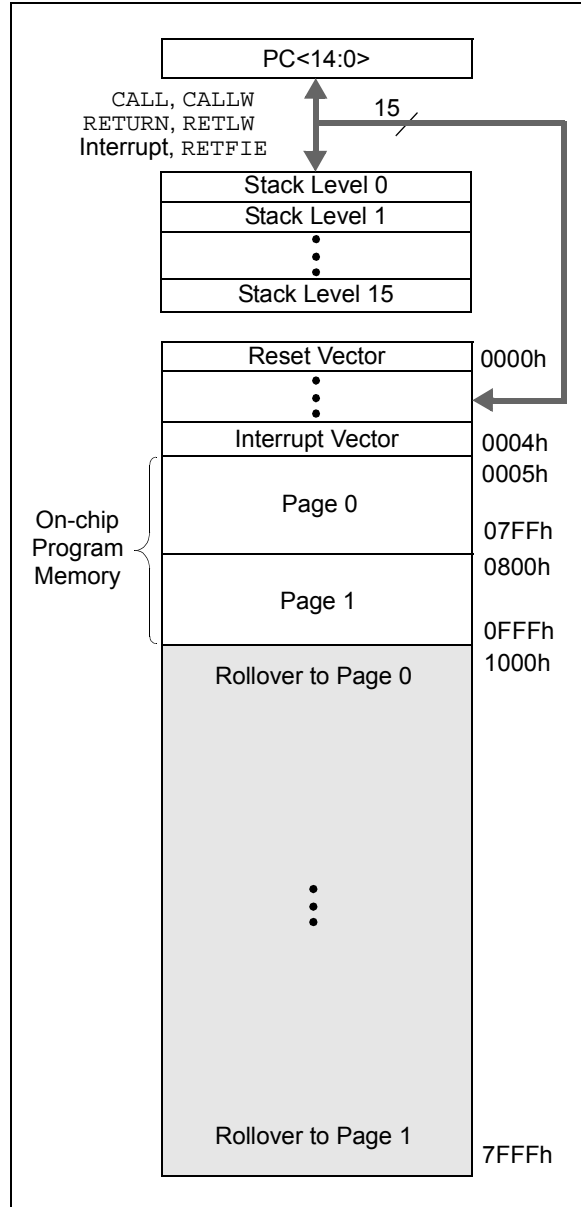 PC<14:0>
CALL, CALLW
RETURN, RETLW
Interrupt, RETFIE
15
Stack Level 0
Stack Level 1
Stack Level 15
Reset Vector
0000h
Interrupt Vector
0004h
0005h
On-chip
Program
Memory
Page 0
07FFh
0800h
Page 1
0FFFh
1000h
Rollover to Page 0
Rollover to Page 1
7FFFh